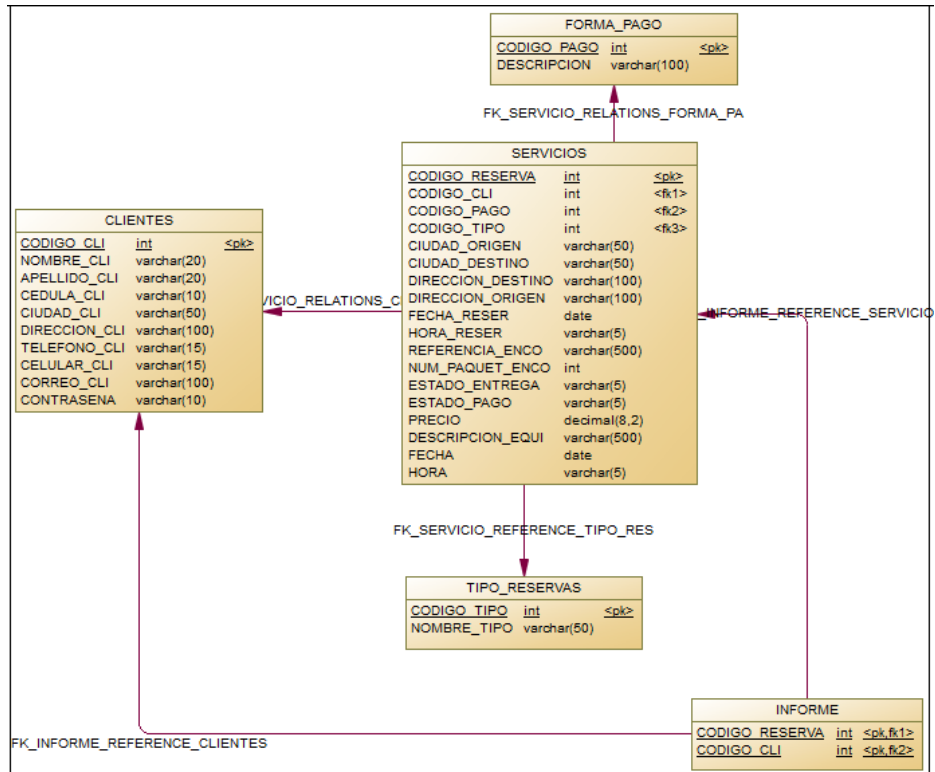 FORMA_PAGO
CODIGO_PAGO int <pk>
DESCRIPCION varchar(100)
FK_SERVICIO_RELATIONS_FORMA_PA
SERVICIOS
CODIGO_RESERVA int <pk>
CODIGO_CLI int <fk1>
CODIGO_PAGO int <fk2>
CODIGO_TIPO int <fk3>
CIUDAD_ORIGEN varchar(50)
CIUDAD_DESTINO varchar(50)
DIRECCION_DESTINO varchar(100)
DIRECCION_ORIGEN varchar(100)
FECHA_RESER date
HORA_RESER varchar(5)
REFERENCIA_ENCO varchar(500)
NUM_PAQUET_ENCO int
ESTADO_ENTREGA varchar(5)
ESTADO_PAGO varchar(5)
PRECIO decimal(8,2)
DESCRIPCION_EQUI varchar(500)
FECHA date
HORA varchar(5)
CLIENTES
CODIGO_CLI int <pk>
NOMBRE_CLI varchar(20)
APELLIDO_CLI varchar(20)
CEDULA_CLI varchar(10)
CIUDAD_CLI varchar(50)
DIRECCION_CLI varchar(100)
TELEFONO_CLI varchar(15)
CELULAR_CLI varchar(15)
CORREO_CLI varchar(100)
CONTRASENA varchar(10)
VICIO_RELATIONS_C
_INFORME_REFERENCE_SERVICIO
FK_SERVICIO_REFERENCE_TIPO_RES
TIPO_RESERVAS
CODIGO_TIPO int <pk>
NOMBRE_TIPO varchar(50)
INFORME
CODIGO_RESERVA int <pk,fk1>
CODIGO_CLI int <pk,fk2>
FK_INFORME_REFERENCE_CLIENTES